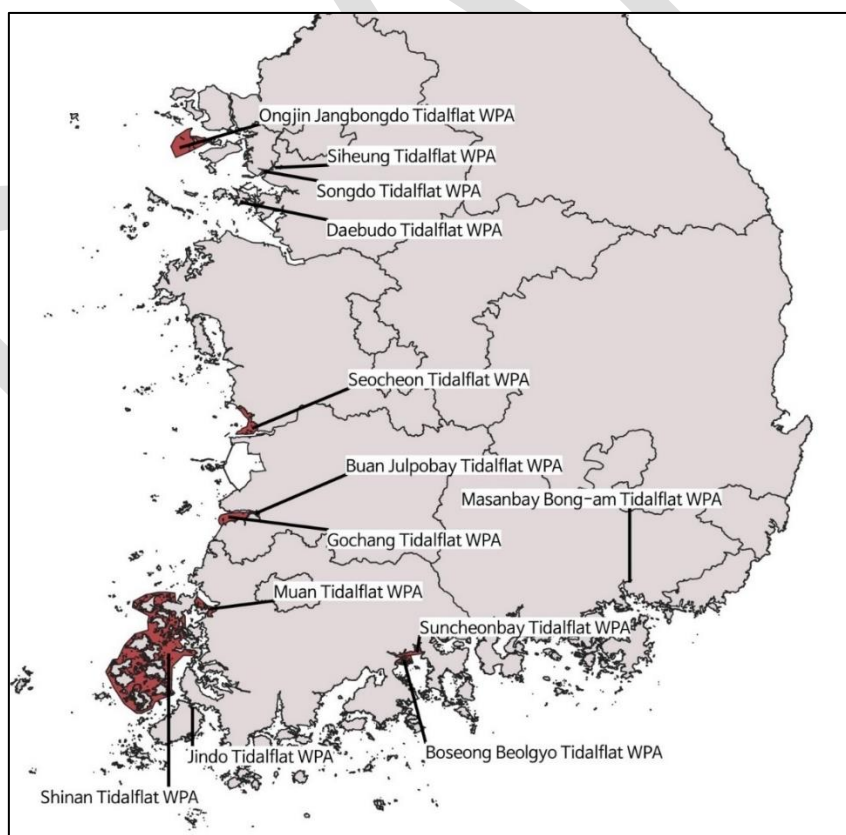 Ongjin Jangbongdo Tidalflat WPA
Siheung Tidalflat WPA
Songdo Tidalflat WPA
Daebudo Tidalflat WPA
Seocheon Tidalflat WPA
Buan Julpobay Tidalflat WPA
Masanbay Bong-am Tidalflat WPA
Gochang Tidalflat WPA
Muan Tidalflat WPA
Suncheonbay Tidalflat WPA
Boseong Beolgyo Tidalflat WPA
Jindo Tidalflat WPA
Shinan Tidalflat WPA